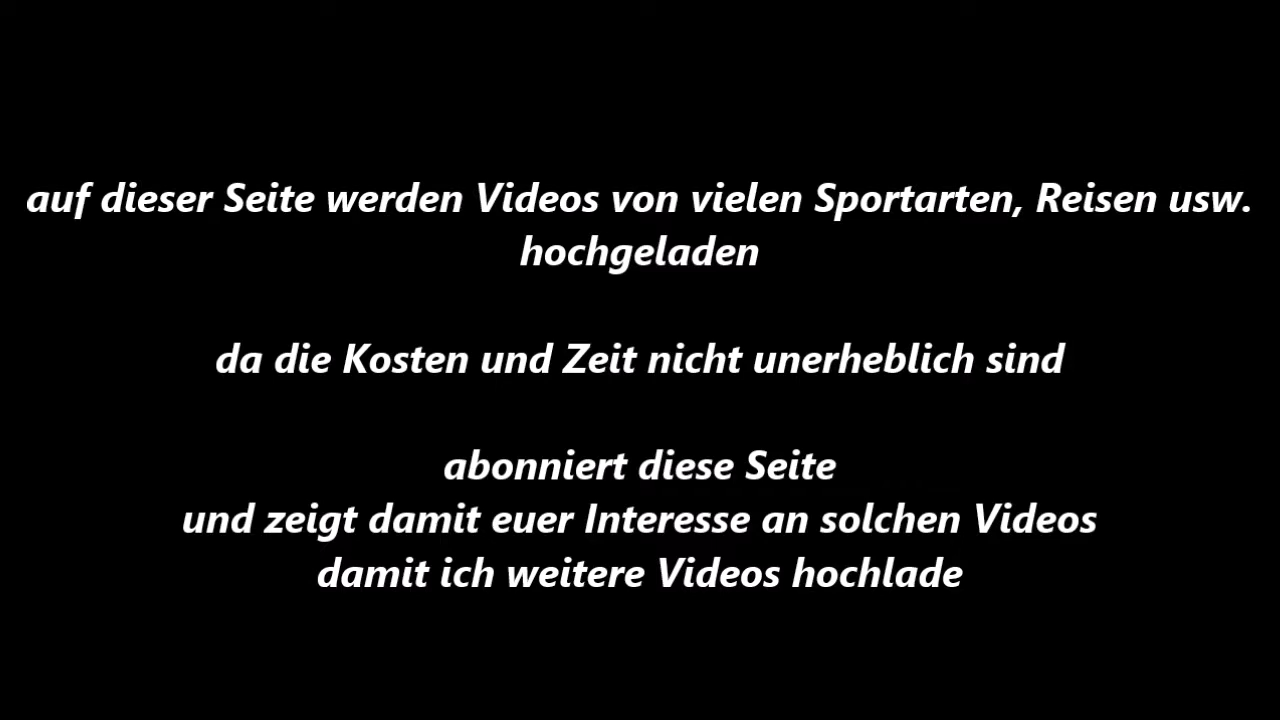 auf dieser Seite werden Videos von vielen Sportarten, Reisen usw.
hochgeladen
da die Kosten und Zeit nicht unerheblich sind
abonniert diese Seite
und zeigt damit euer Interesse an solchen Videos
damit ich weitere Videos hochlade